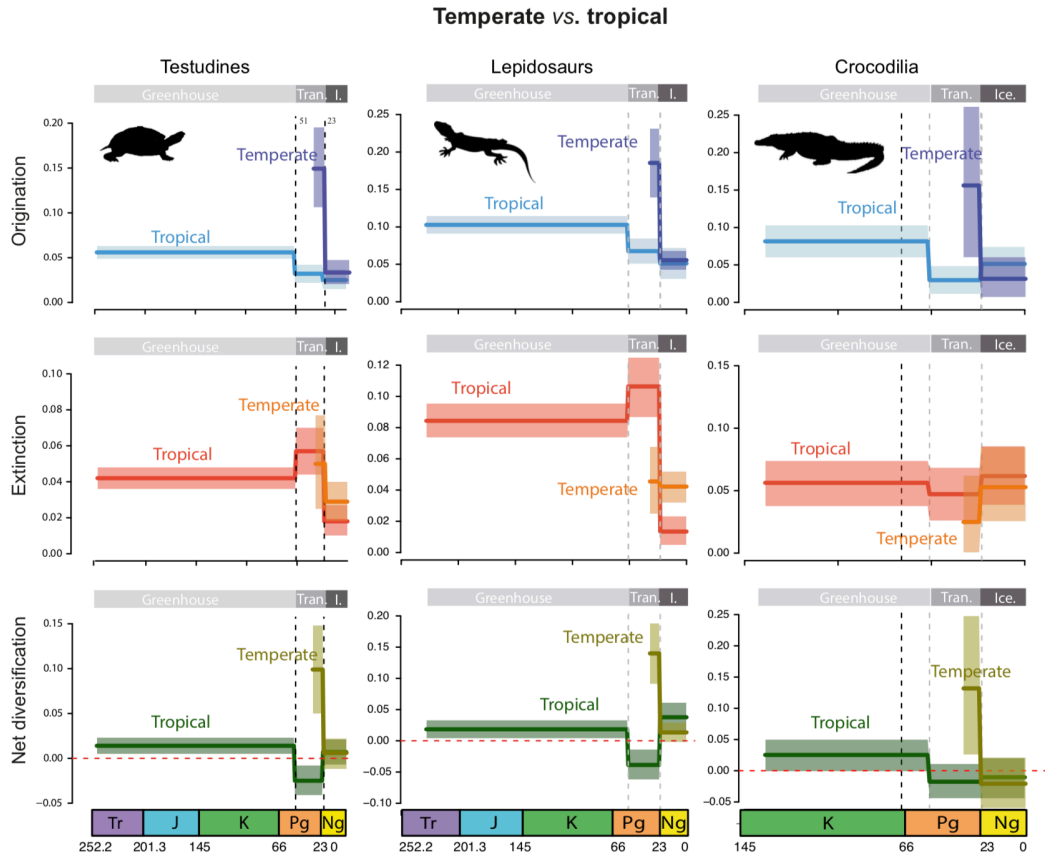 Temperate vs. tropical
Testudines Lepidosaurs Crocodilia
Greenhouse Tran. I. Greenhouse Tran. I. Greenhouse Tran. Ice.
Origination
0.20
0.15
0.10
0.05
0.00
51 23
Temperate
Tropical
0.25
0.20
0.15
0.10
0.05
0.00
Temperate
Tropical
0.25
0.20
0.15
0.10
0.05
0.00
Temperate
Tropical
Greenhouse Tran. I. Greenhouse Tran. I. Greenhouse Tran. Ice.
Extinction
0.10
0.08
0.06
0.04
0.02
0.00
Temperate
Tropical
0.12
0.10
0.08
0.06
0.04
0.02
0.00
Tropical
Temperate
0.15
0.10
0.05
0.00
Tropical
Temperate
Greenhouse Tran. I. Greenhouse Tran. I. Greenhouse Tran. Ice.
Net diversification
0.15
0.10
0.05
0.00
−0.05
Temperate
Tropical
0.20
0.15
0.10
0.05
0.00
−0.05
−0.10
Temperate
Tropical
0.25
0.20
0.15
0.10
0.05
0.00
−0.05
Temperate
Tropical
Tr J K Pg Ng Tr J K Pg Ng K Pg Ng
252.2 201.3 145 66 23 0 252.2 201.3 145 66 23 0 145 66 23 0